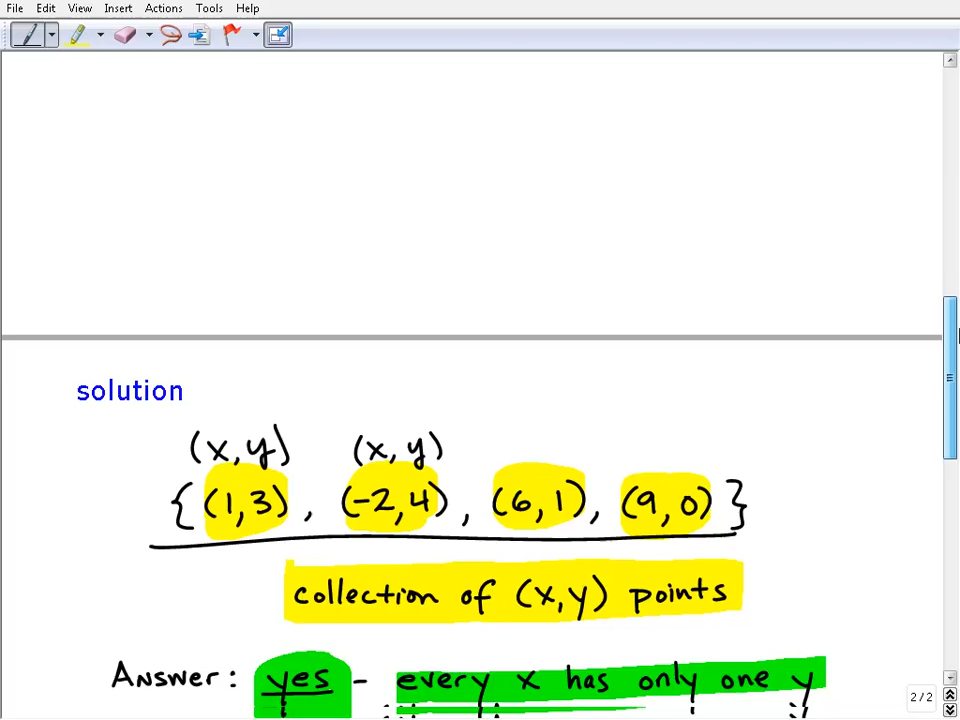 File Edit View Insert Actions Tools Help
solution
(x,y) (x,y)
{(1,3), (-2,4), (6,1), (9,0)}
collection of (x,y) points
Answer: yes - every x has only one y
2/2